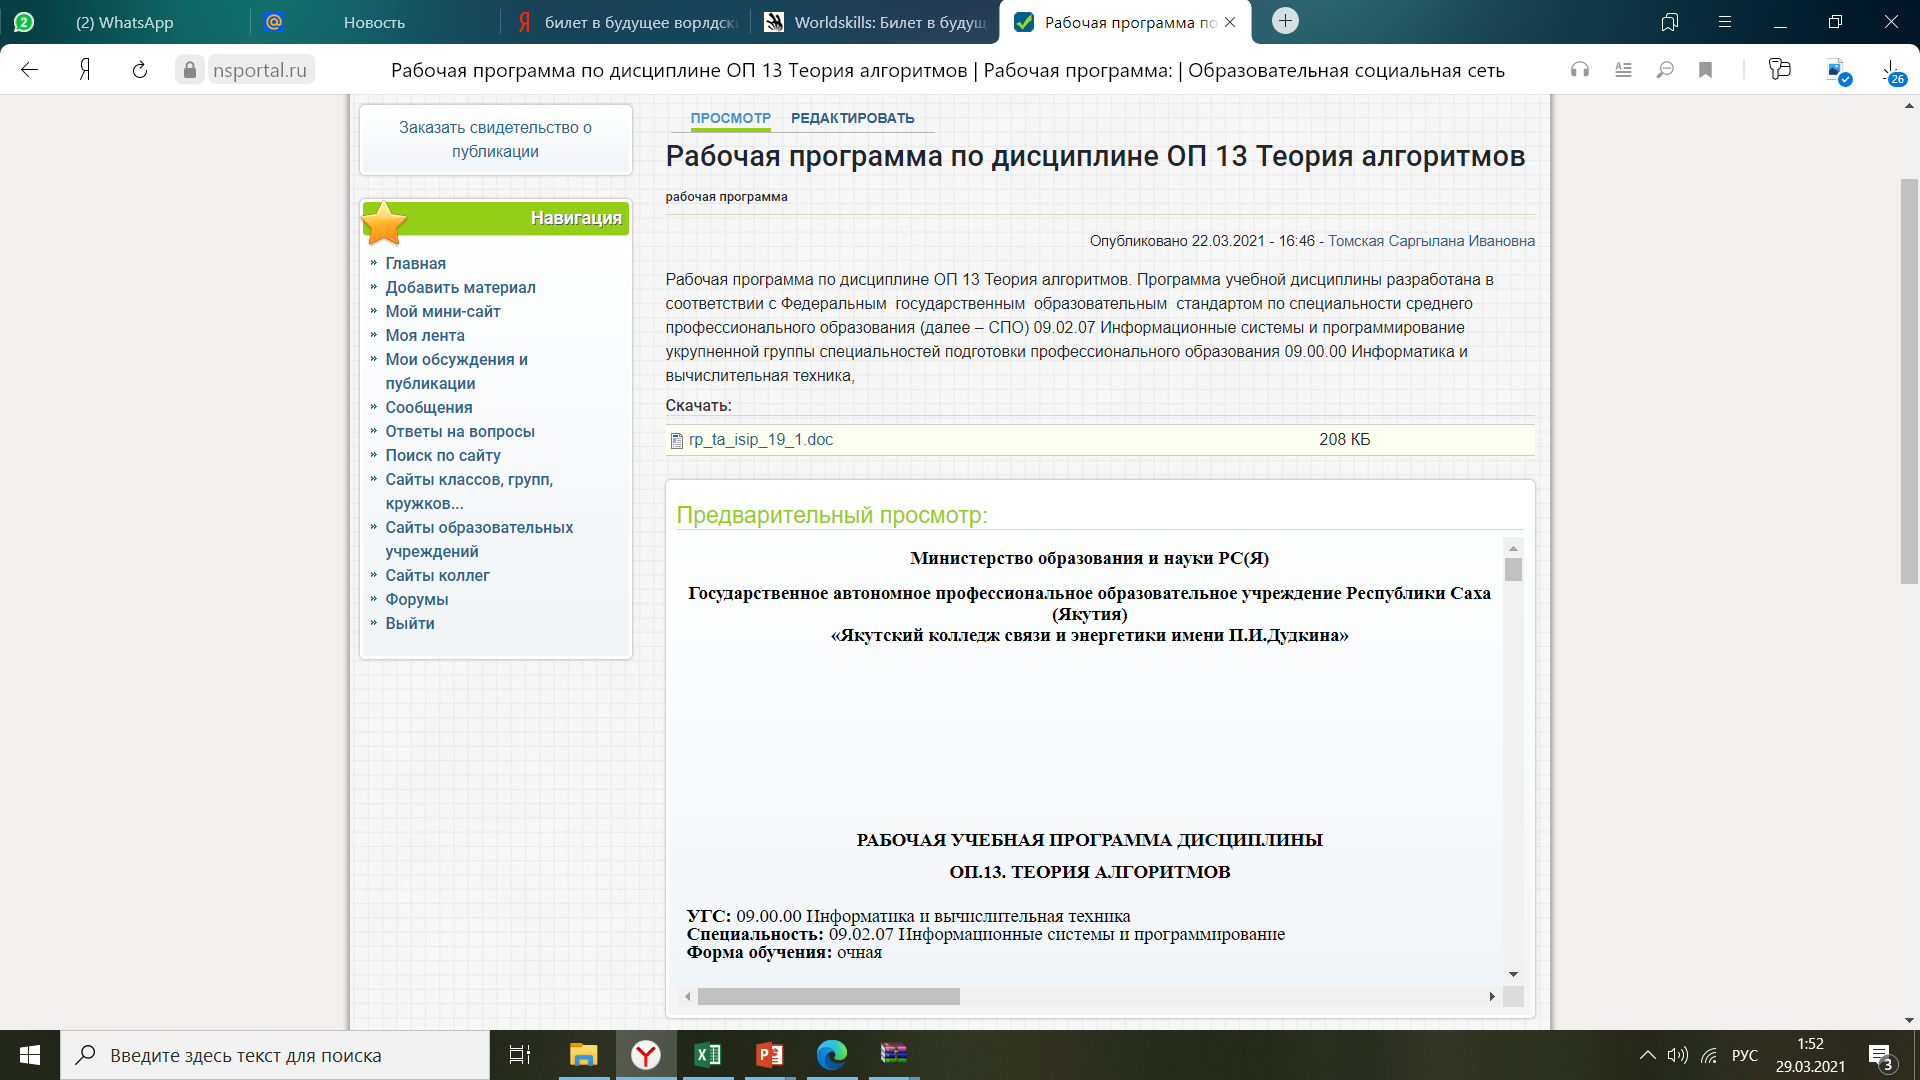 2
(2) WhatsApp
Новость
билет в будущее ворлдск
Worldskills: Билет в будущ
Рабочая программа по
nsportal.ru
Рабочая программа по дисциплине ОП 13 Теория алгоритмов | Рабочая программа: | Образовательная социальная сеть
26
Заказать свидетельство о
публикации
Навигация
Главная
Добавить материал
Мой мини-сайт
Моя лента
Мои обсуждения и
публикации
Сообщения
Ответы на вопросы
Поиск по сайту
Сайты классов, групп,
кружков...
Сайты образовательных
учреждений
Сайты коллег
Форумы
Выйти
ПРОСМОТР РЕДАКТИРОВАТЬ
Рабочая программа по дисциплине ОП 13 Теория алгоритмов
рабочая программа
Опубликовано 22.03.2021 - 16:46 - Томская Саргылана Ивановна
Рабочая программа по дисциплине ОП 13 Теория алгоритмов. Программа учебной дисциплины разработана в
соответствии с Федеральным государственным образовательным стандартом по специальности среднего
профессионального образования (далее – СПО) 09.02.07 Информационные системы и программирование
укрупненной группы специальностей подготовки профессионального образования 09.00.00 Информатика и
вычислительная техника,
Скачать:
rp_ta_isip_19_1.doc 208 КБ
Предварительный просмотр:
Министерство образования и науки РС(Я)
Государственное автономное профессиональное образовательное учреждение Республики Саха
(Якутия)
«Якутский колледж связи и энергетики имени П.И.Дудкина»
РАБОЧАЯ УЧЕБНАЯ ПРОГРАММА ДИСЦИПЛИНЫ
ОП.13. ТЕОРИЯ АЛГОРИТМОВ
УГС: 09.00.00 Информатика и вычислительная техника
Специальность: 09.02.07 Информационные системы и программирование
Форма обучения: очная
Введите здесь текст для поиска
РУС
1:52
29.03.2021
3